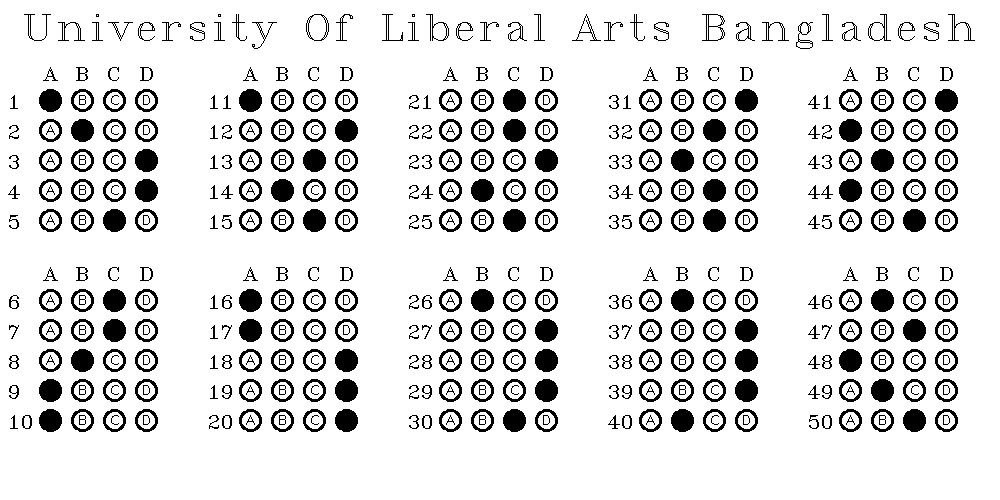 University Of Liberal Arts Bangladesh
A B C D A B C D A B C D A B C D A B C D
1 B C D 11 B C D 21 A B D 31 A B C 41 A B C
2 A C D 12 A B C 22 A B D 32 A B D 42 B C D
3 A B C 13 A B D 23 A B C 33 A C D 43 A C D
4 A B C 14 A C D 24 A C D 34 A B D 44 B C D
5 A B D 15 A B D 25 A B D 35 A B D 45 A B D
A B C D A B C D A B C D A B C D A B C D
6 A B D 16 B C D 26 A C D 36 A C D 46 A C D
7 A B D 17 B C D 27 A B C 37 A B C 47 A B D
8 A C D 18 A B C 28 A B C 38 A B C 48 B C D
9 B C D 19 A B C 29 A B C 39 A B C 49 A C D
10 B C D 20 A B C 30 A B D 40 A C D 50 A B D